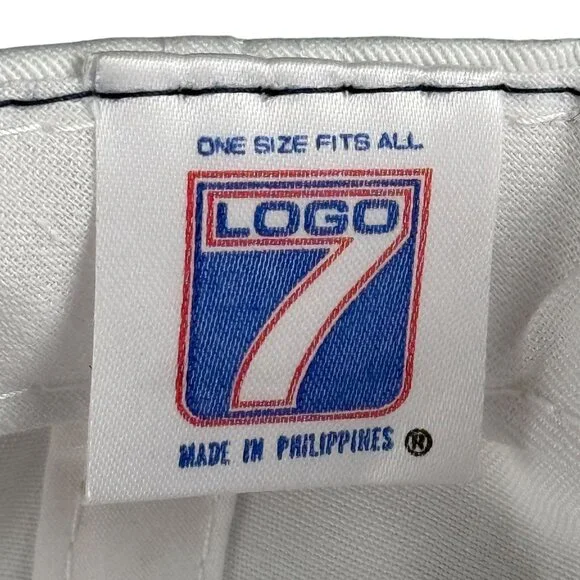 ONE SIZE FITS ALL
LOGO
7
MADE IN PHILIPPINES ®